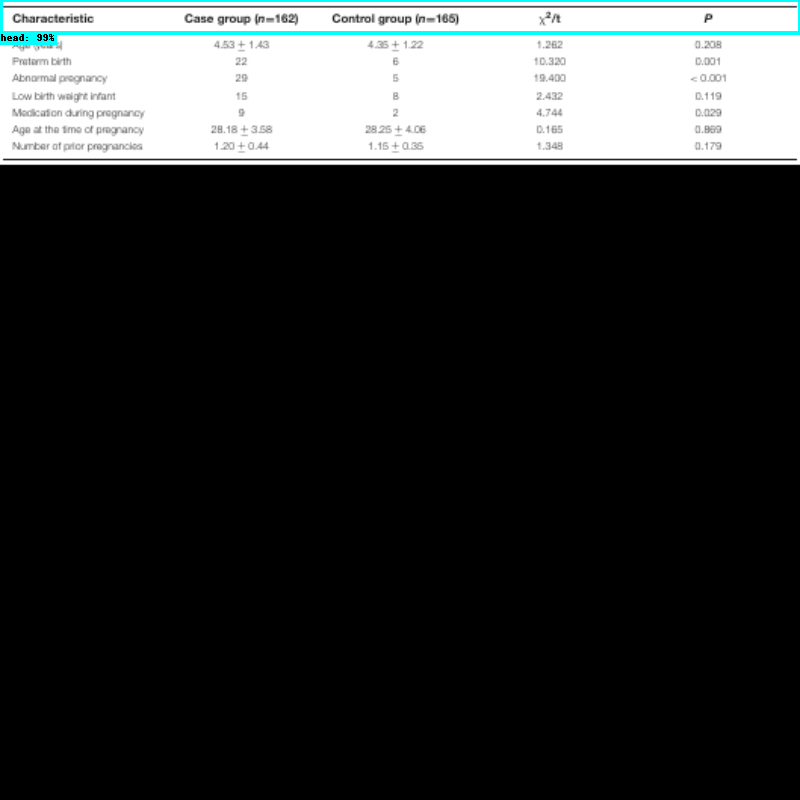 Characteristic Case group (n=162) Control group (n=165) χ²/t P
head: 99%
Age (years) 4.53 ± 1.43 4.35 ± 1.22 1.262 0.208
Preterm birth 22 6 10.320 0.001
Abnormal pregnancy 29 5 19.400 < 0.001
Low birth weight infant 15 8 2.432 0.119
Medication during pregnancy 9 2 4.744 0.029
Age at the time of pregnancy 28.18 ± 3.58 28.25 ± 4.06 0.165 0.869
Number of prior pregnancies 1.20 ± 0.44 1.15 ± 0.35 1.348 0.179